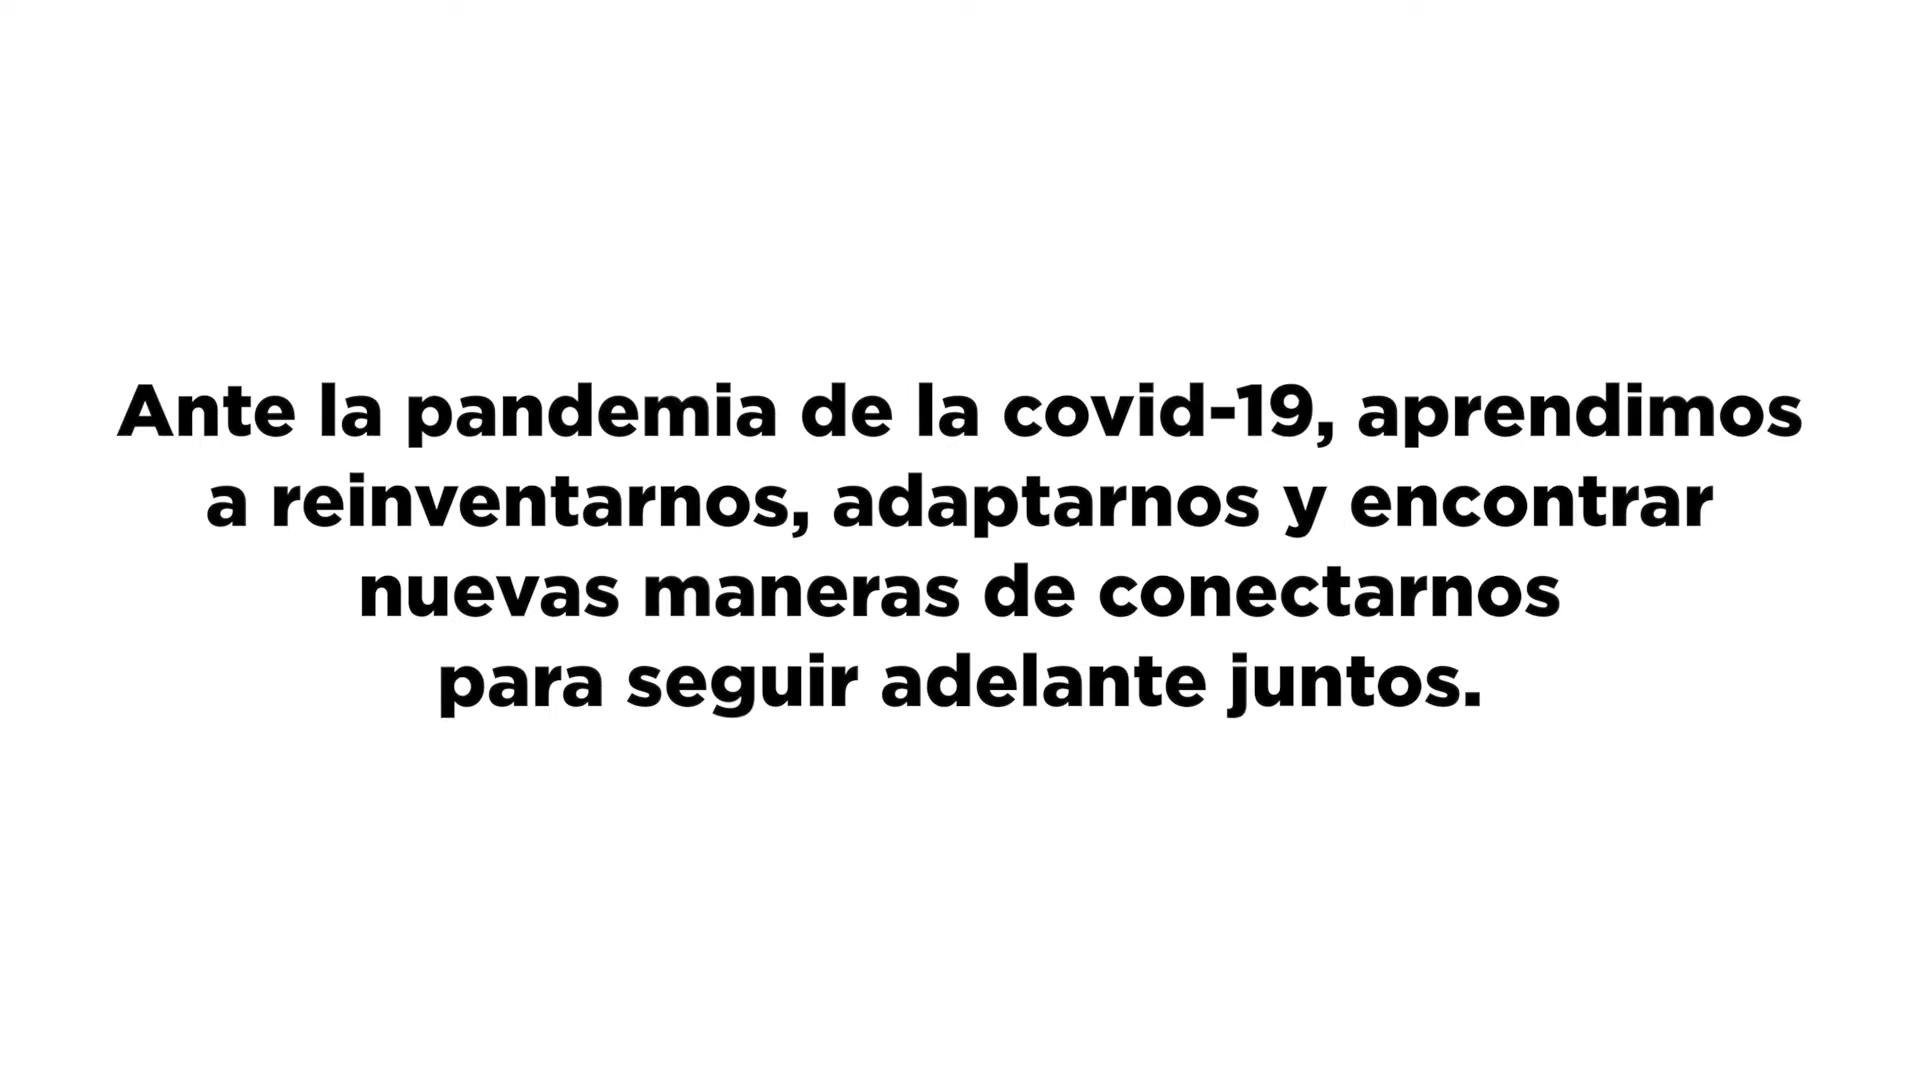 Ante la pandemia de la covid-19, aprendimos
a reinventarnos, adaptarnos y encontrar
nuevas maneras de conectarnos
para seguir adelante juntos.